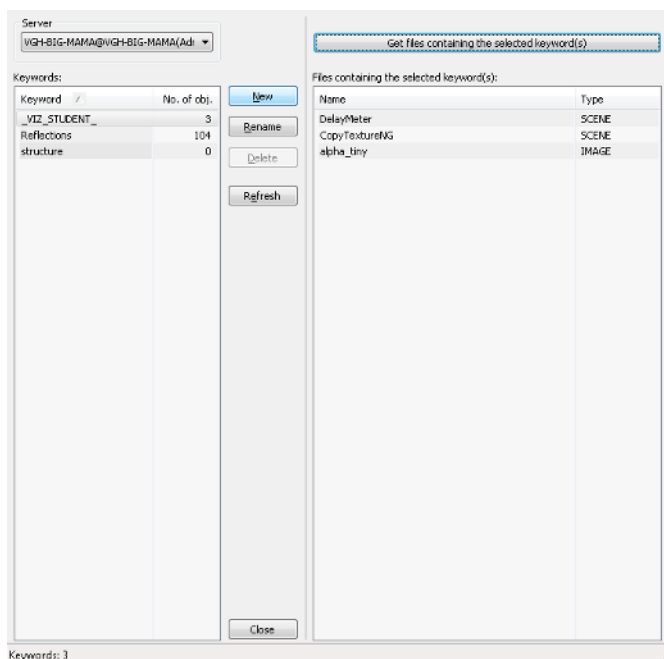 Server
VGH-BIG-MAMA@VGH-BIG-MAMA(Adı
Get files containing the selected keyword(s)
Keywords:
Files containing the selected keyword(s):
Keyword No. of obj.
New
Name Type
_VIZ_STUDENT_ 3
DelayMeter SCENE
Reflections 104
Rename
CopyTextureNG SCENE
structure 0
Delete
alpha_tiny IMAGE
Refresh
Close
Keywords: 3